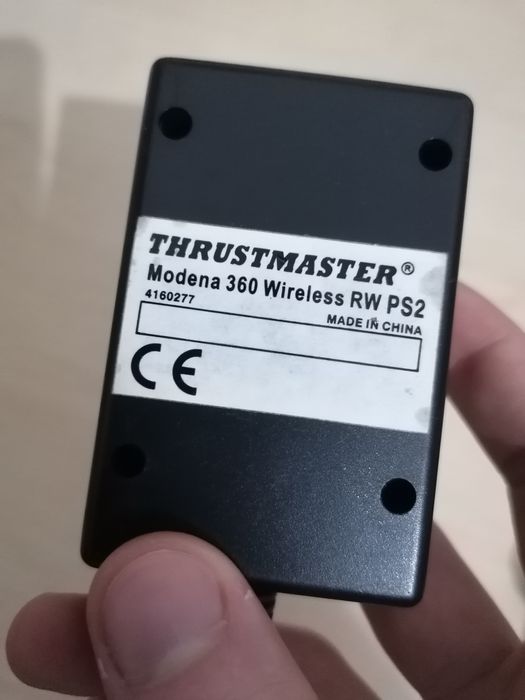 THRUSTMASTER®
Modena 360 Wireless RW PS2
4160277
MADE IN CHINA
CE